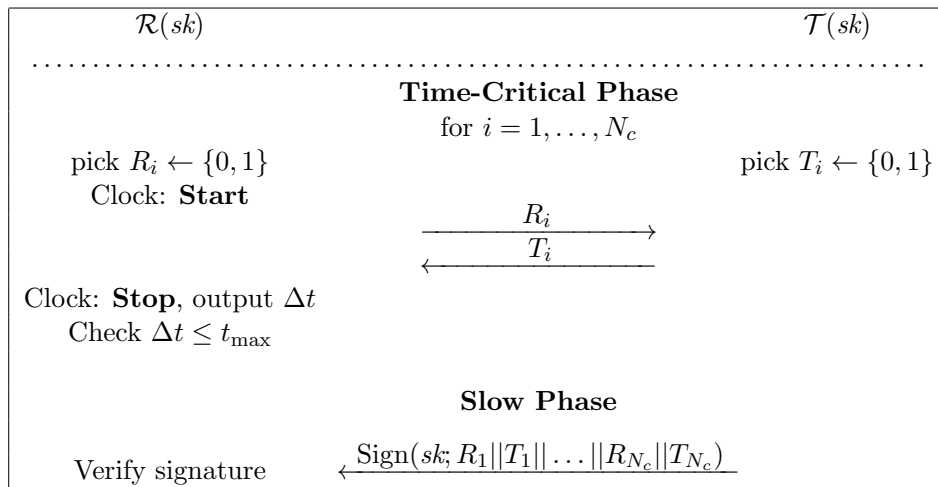 R(sk) T(sk)
Time-Critical Phase
for i = 1, . . . , N_c
pick R_i ← {0, 1} pick T_i ← {0, 1}
Clock: Start
R_i
T_i
Clock: Stop, output Δt
Check Δt ≤ t_max
Slow Phase
Verify signature Sign(sk; R_1||T_1|| . . . ||R_{N_c}||T_{N_c})